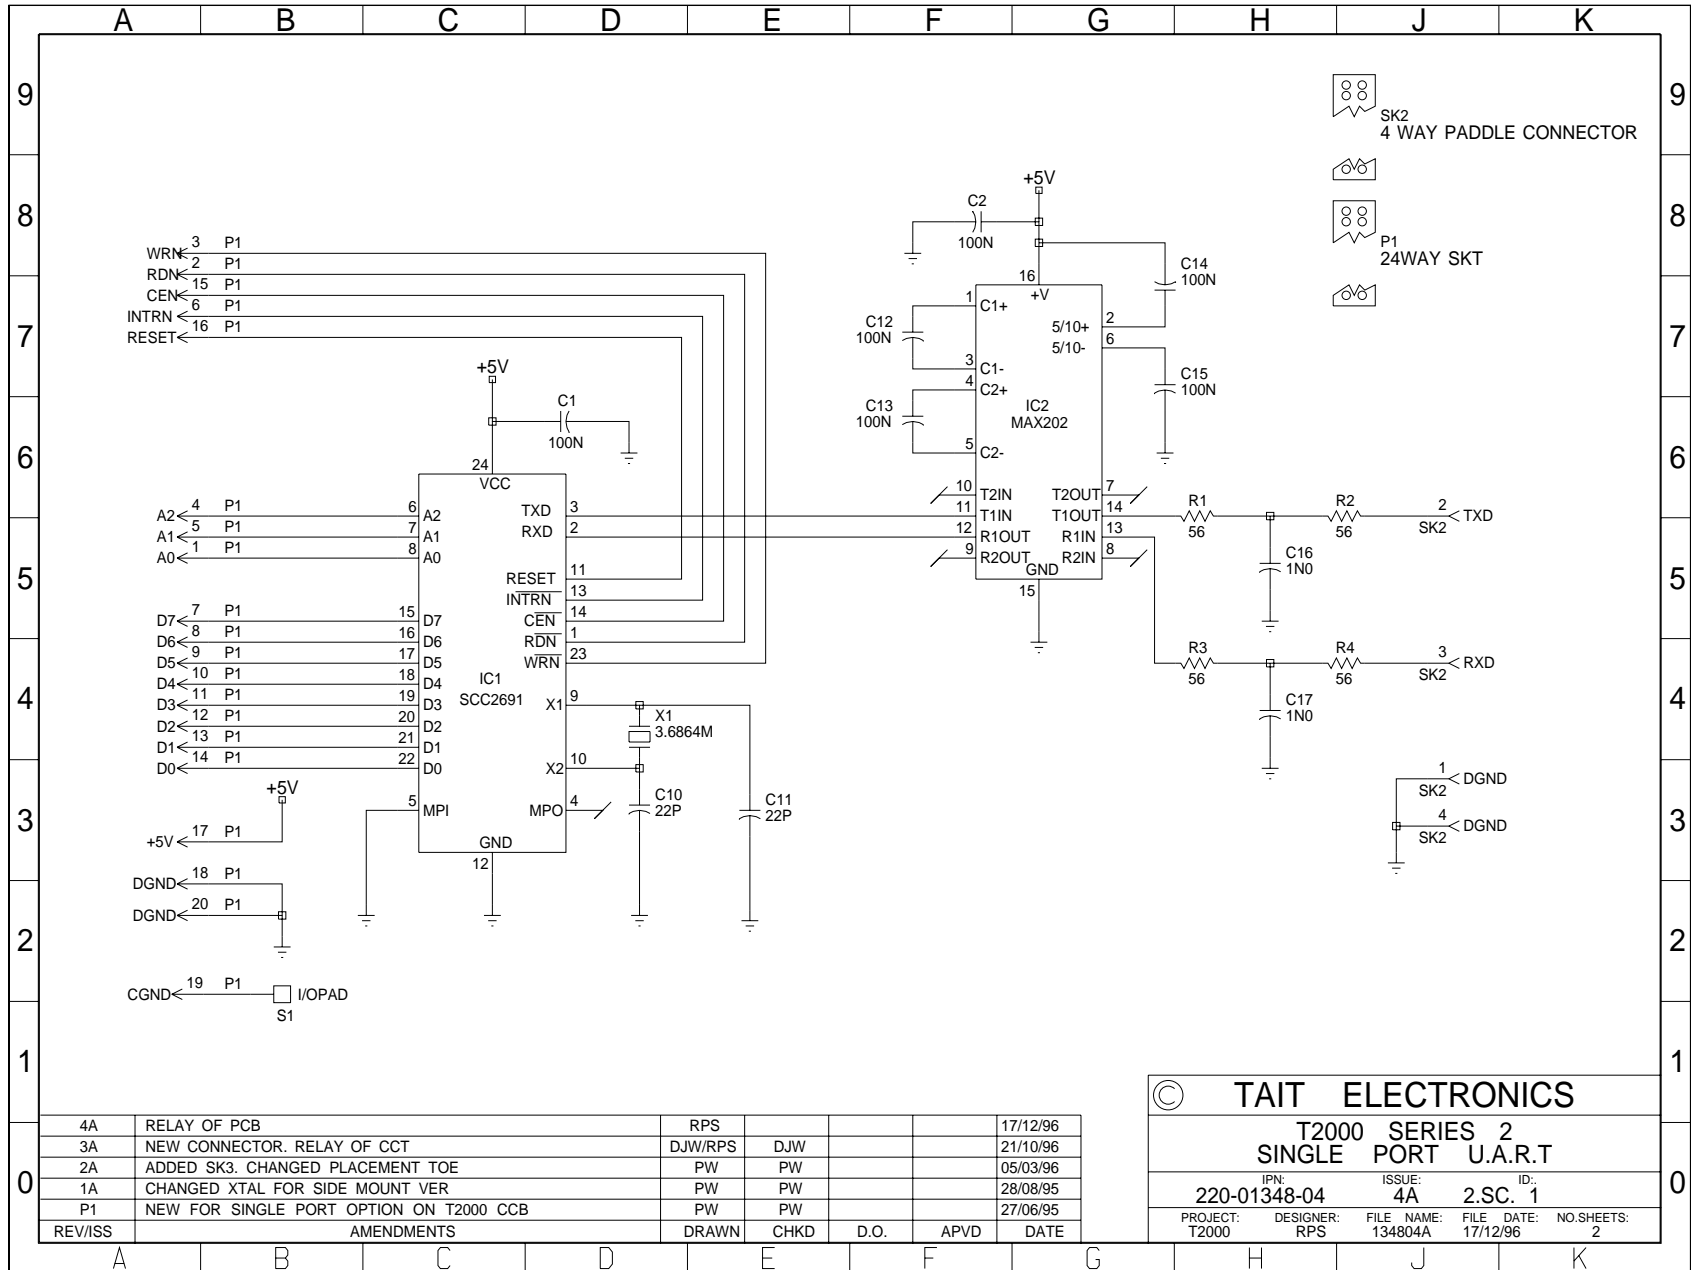 A B C D E F G H J K
9 9
SK2
4 WAY PADDLE CONNECTOR
8 8
P1
24WAY SKT
WRN 3 P1
RDN 2 P1
CEN 15 P1
INTRN 6 P1
RESET 16 P1
7 7
+5V
C1
100N
24
VCC
6 6
A2 4 P1 6 A2
A1 5 P1 7 A1
A0 1 P1 8 A0
5 5
D7 7 P1 15 D7
D6 8 P1 16 D6
D5 9 P1 17 D5
D4 10 P1 18 D4
D3 11 P1 19 D3
D2 12 P1 20 D2
D1 13 P1 21 D1
D0 14 P1 22 D0
4 4
IC1
SCC2691
TXD 3
RXD 2
RESET 11
INTRN 13
CEN 14
RDN 1
WRN 23
X1 9
X2 10
MPO 4
5 MPI
GND
12
X1
3.6864M
C10
22P
C11
22P
3 3
+5V
+5V 17 P1
DGND 18 P1
DGND 20 P1
2 2
CGND 19 P1
I/OPAD
S1
1 1
+5V
C2
100N
16
+V
C14
100N
C12
100N
C13
100N
C15
100N
1 C1+
3 C1-
4 C2+
5 C2-
5/10+ 2
5/10- 6
IC2
MAX202
10 T2IN T2OUT 7
11 T1IN T1OUT 14
12 R1OUT R1IN 13
9 R2OUT R2IN 8
GND
15
R1
56
R2
56
2
SK2
TXD
C16
1N0
R3
56
R4
56
3
SK2
RXD
C17
1N0
1
SK2
DGND
4
SK2
DGND
4A RELAY OF PCB RPS 17/12/96
3A NEW CONNECTOR. RELAY OF CCT DJW/RPS DJW 21/10/96
2A ADDED SK3. CHANGED PLACEMENT TOE PW PW 05/03/96
1A CHANGED XTAL FOR SIDE MOUNT VER PW PW 28/08/95
P1 NEW FOR SINGLE PORT OPTION ON T2000 CCB PW PW 27/06/95
REV/ISS AMENDMENTS DRAWN CHKD D.O. APVD DATE
0 0
© TAIT ELECTRONICS
T2000 SERIES 2
SINGLE PORT U.A.R.T
IPN: ISSUE: ID:.
220-01348-04 4A 2.SC. 1
PROJECT: DESIGNER: FILE NAME: FILE DATE: NO.SHEETS:
T2000 RPS 134804A 17/12/96 2
A B C D E F G H J K